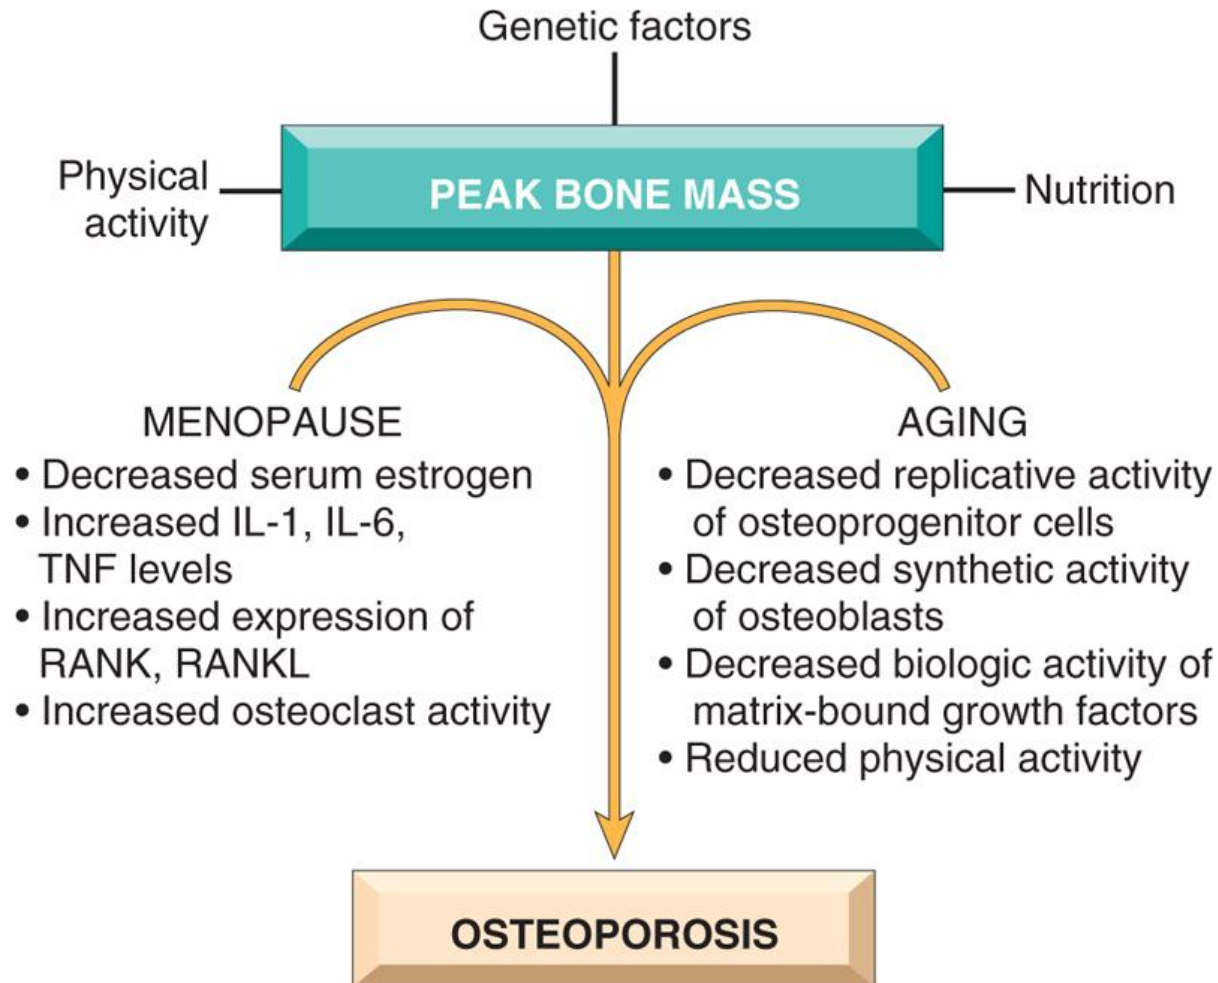 Genetic factors
Physical
activity
PEAK BONE MASS
Nutrition
MENOPAUSE
• Decreased serum estrogen
• Increased IL-1, IL-6,
TNF levels
• Increased expression of
RANK, RANKL
• Increased osteoclast activity
AGING
• Decreased replicative activity
of osteoprogenitor cells
• Decreased synthetic activity
of osteoblasts
• Decreased biologic activity of
matrix-bound growth factors
• Reduced physical activity
OSTEOPOROSIS